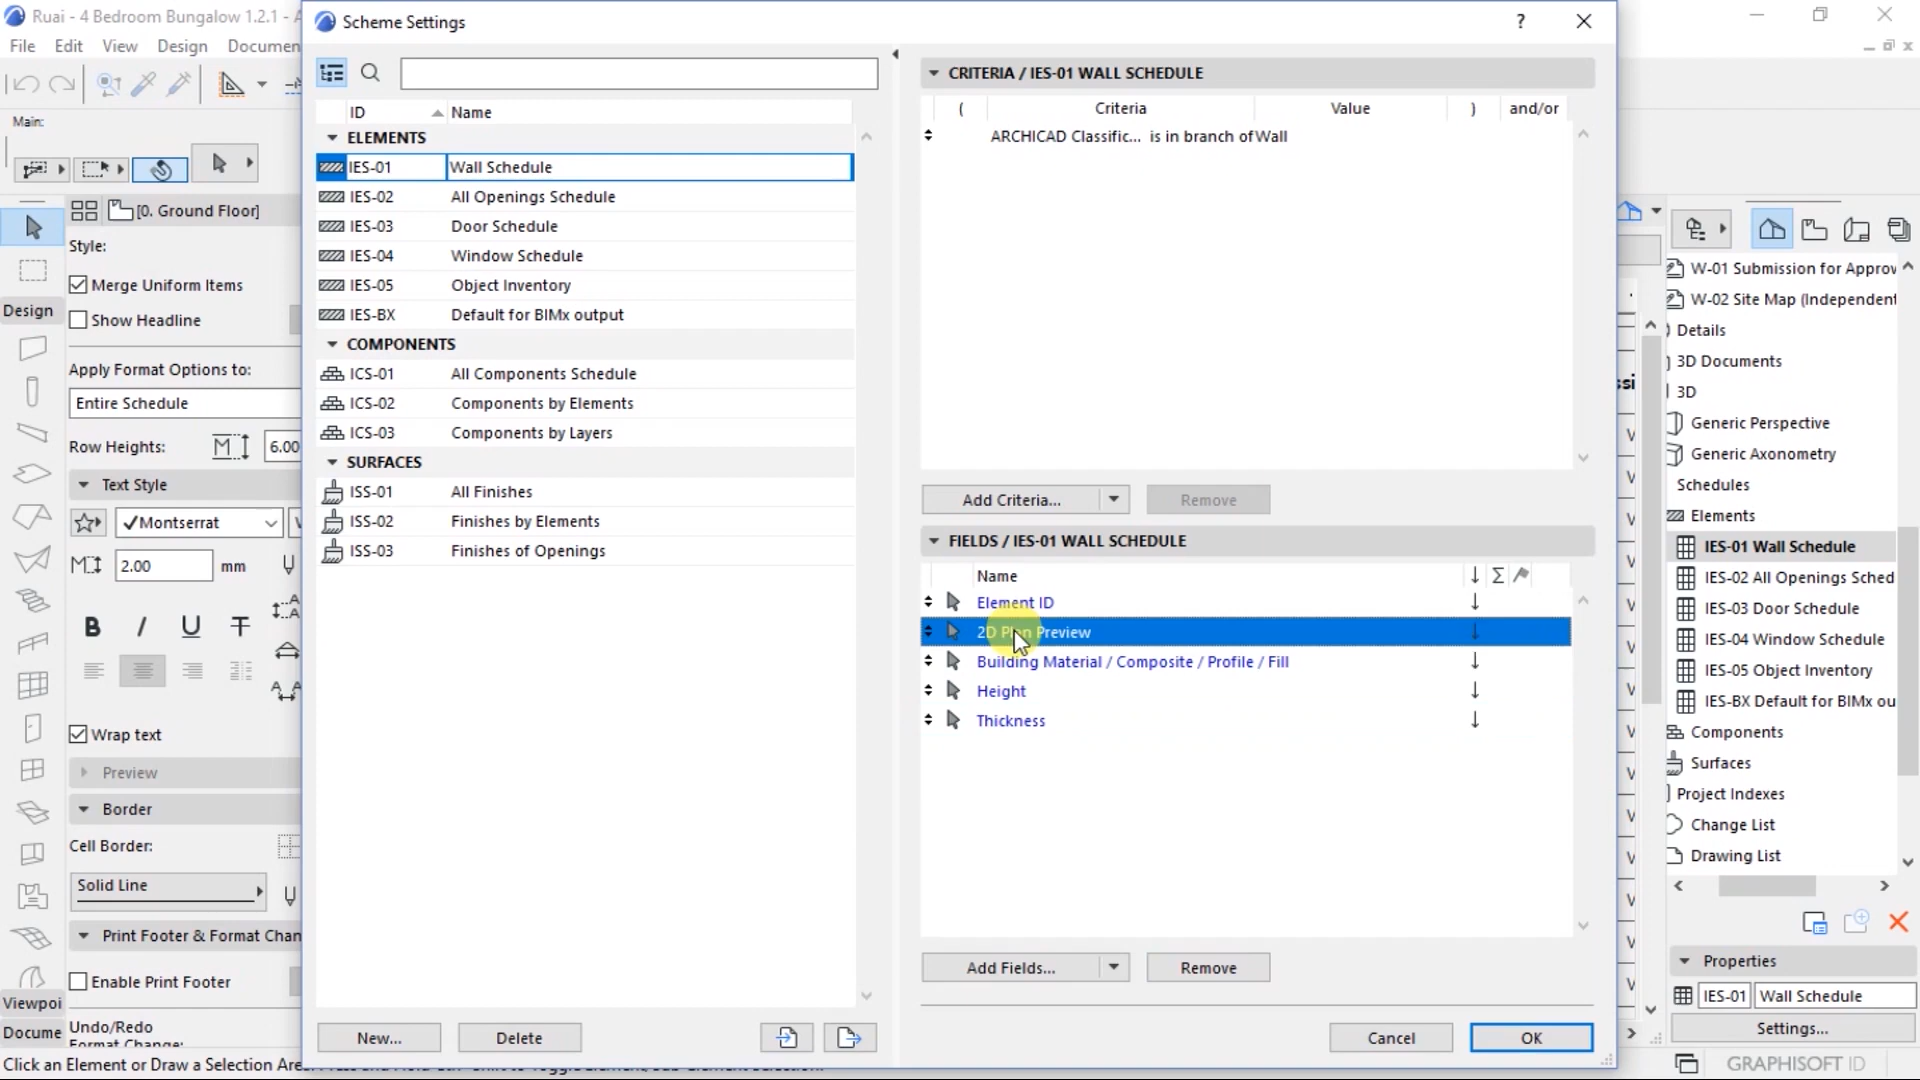 Ruai - 4 Bedroom Bungalow 1.2.1 -
Scheme Settings
File Edit View Design Documen
Main:
[0. Ground Floor]
Style:
Merge Uniform Items
Show Headline
Apply Format Options to:
Entire Schedule
Row Heights: 6.00
Text Style
Montserrat
2.00 mm
B I U T
Wrap text
Preview
Border
Cell Border:
Solid Line
Print Footer & Format Chan
Enable Print Footer
Undo/Redo
Design
Viewpoi
Docume
ID Name
ELEMENTS
IES-01 Wall Schedule
IES-02 All Openings Schedule
IES-03 Door Schedule
IES-04 Window Schedule
IES-05 Object Inventory
IES-BX Default for BIMx output
COMPONENTS
ICS-01 All Components Schedule
ICS-02 Components by Elements
ICS-03 Components by Layers
SURFACES
ISS-01 All Finishes
ISS-02 Finishes by Elements
ISS-03 Finishes of Openings
New... Delete
CRITERIA / IES-01 WALL SCHEDULE
( Criteria Value ) and/or
ARCHICAD Classific... is in branch of Wall
Add Criteria... Remove
FIELDS / IES-01 WALL SCHEDULE
Name
Element ID
2D Plan Preview
Building Material / Composite / Profile / Fill
Height
Thickness
Add Fields... Remove
Cancel OK
W-01 Submission for Approv
W-02 Site Map (Independent
Details
3D Documents
3D
Generic Perspective
Generic Axonometry
Schedules
Elements
IES-01 Wall Schedule
IES-02 All Openings Sched
IES-03 Door Schedule
IES-04 Window Schedule
IES-05 Object Inventory
IES-BX Default for BIMx ou
Components
Surfaces
Project Indexes
Change List
Drawing List
Properties
IES-01 Wall Schedule
Settings...
GRAPHISOFT ID
Click an Element or Draw a Selection Area.